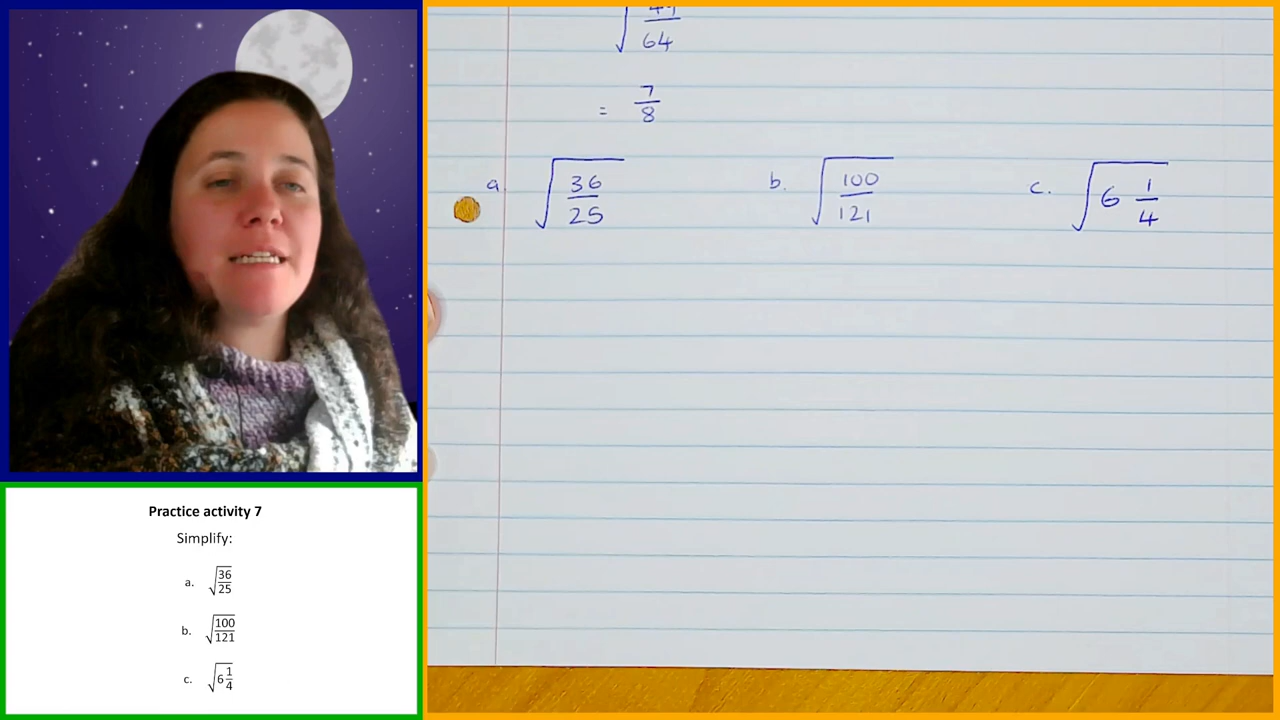 64
= 7/8
a. √(36/25)
b. √(100/121)
c. √(6 1/4)
Practice activity 7
Simplify:
a. √(36/25)
b. √(100/121)
c. √(6 1/4)